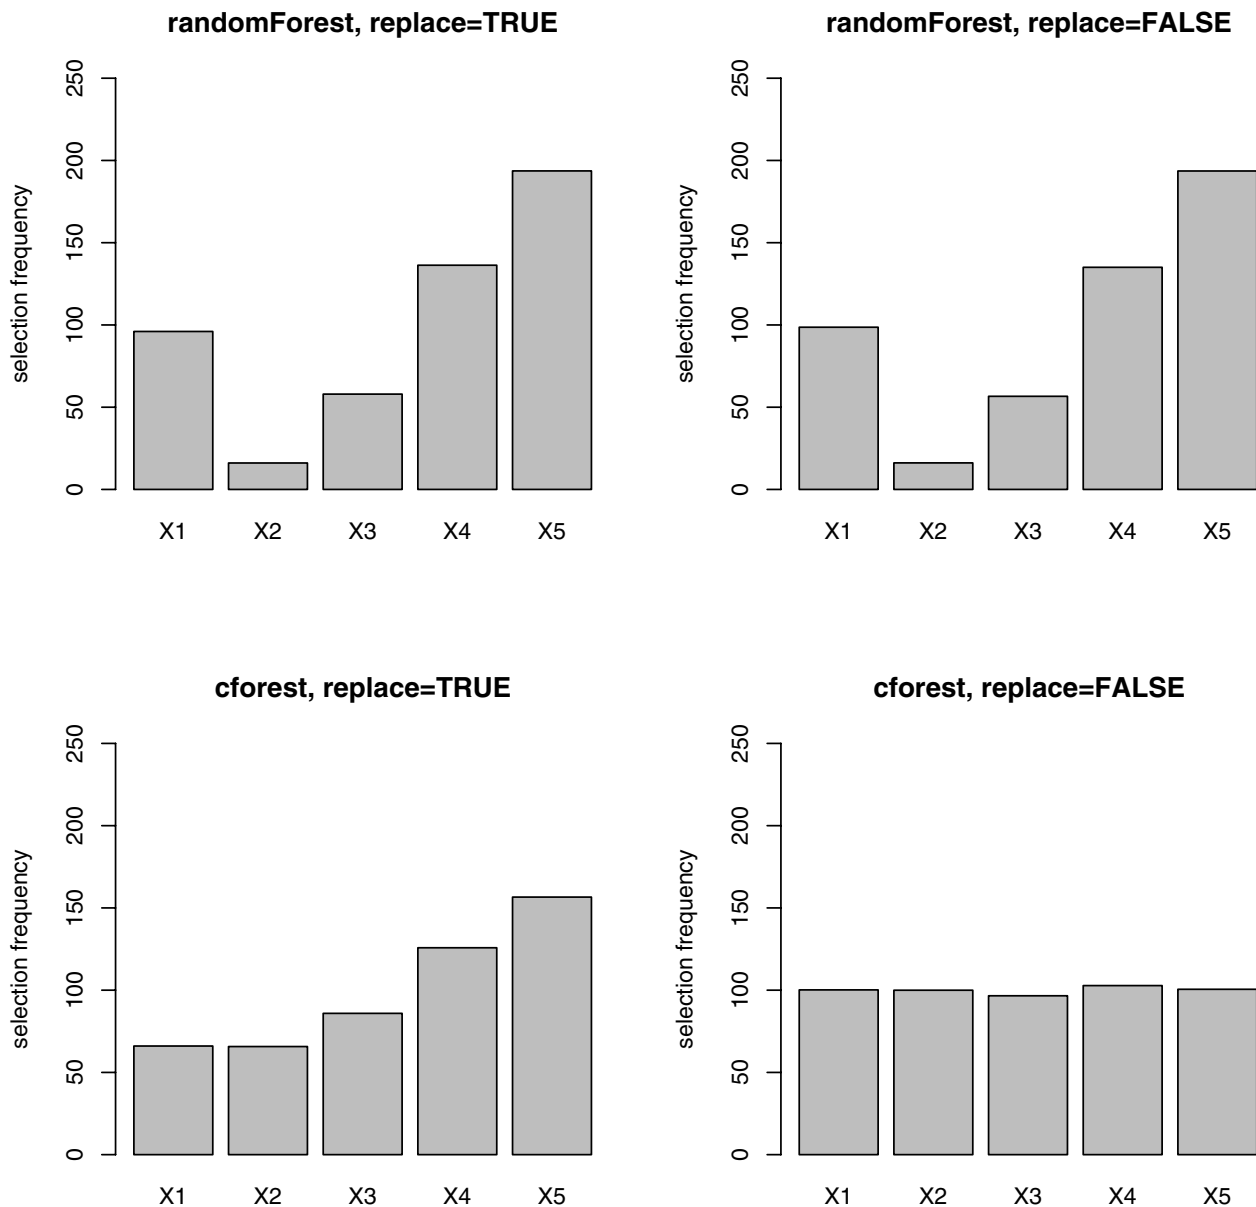 randomForest, replace=TRUE
selection frequency
250
200
150
100
50
0
X1 X2 X3 X4 X5
randomForest, replace=FALSE
selection frequency
250
200
150
100
50
0
X1 X2 X3 X4 X5
cforest, replace=TRUE
selection frequency
250
200
150
100
50
0
X1 X2 X3 X4 X5
cforest, replace=FALSE
selection frequency
250
200
150
100
50
0
X1 X2 X3 X4 X5